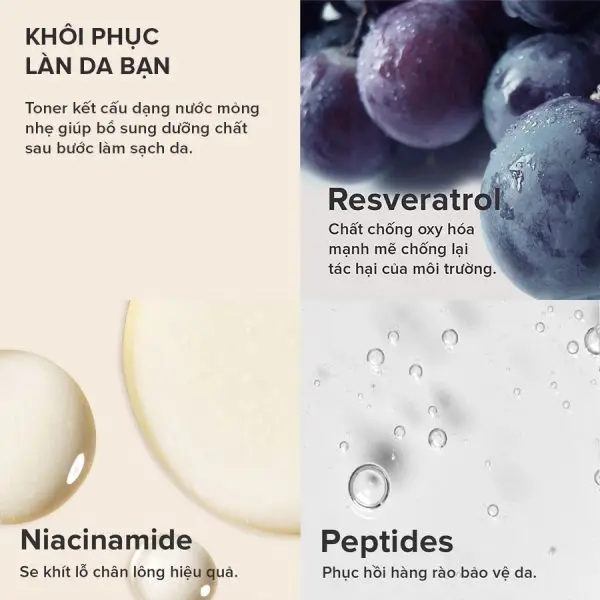 KHÔI PHỤC
LÀN DA BẠN
Toner kết cấu dạng nước mỏng
nhẹ giúp bổ sung dưỡng chất
sau bước làm sạch da.
Resveratrol
Chất chống oxy hóa
mạnh mẽ chống lại
tác hại của môi trường.
Niacinamide
Se khít lỗ chân lông hiệu quả.
Peptides
Phục hồi hàng rào bảo vệ da.